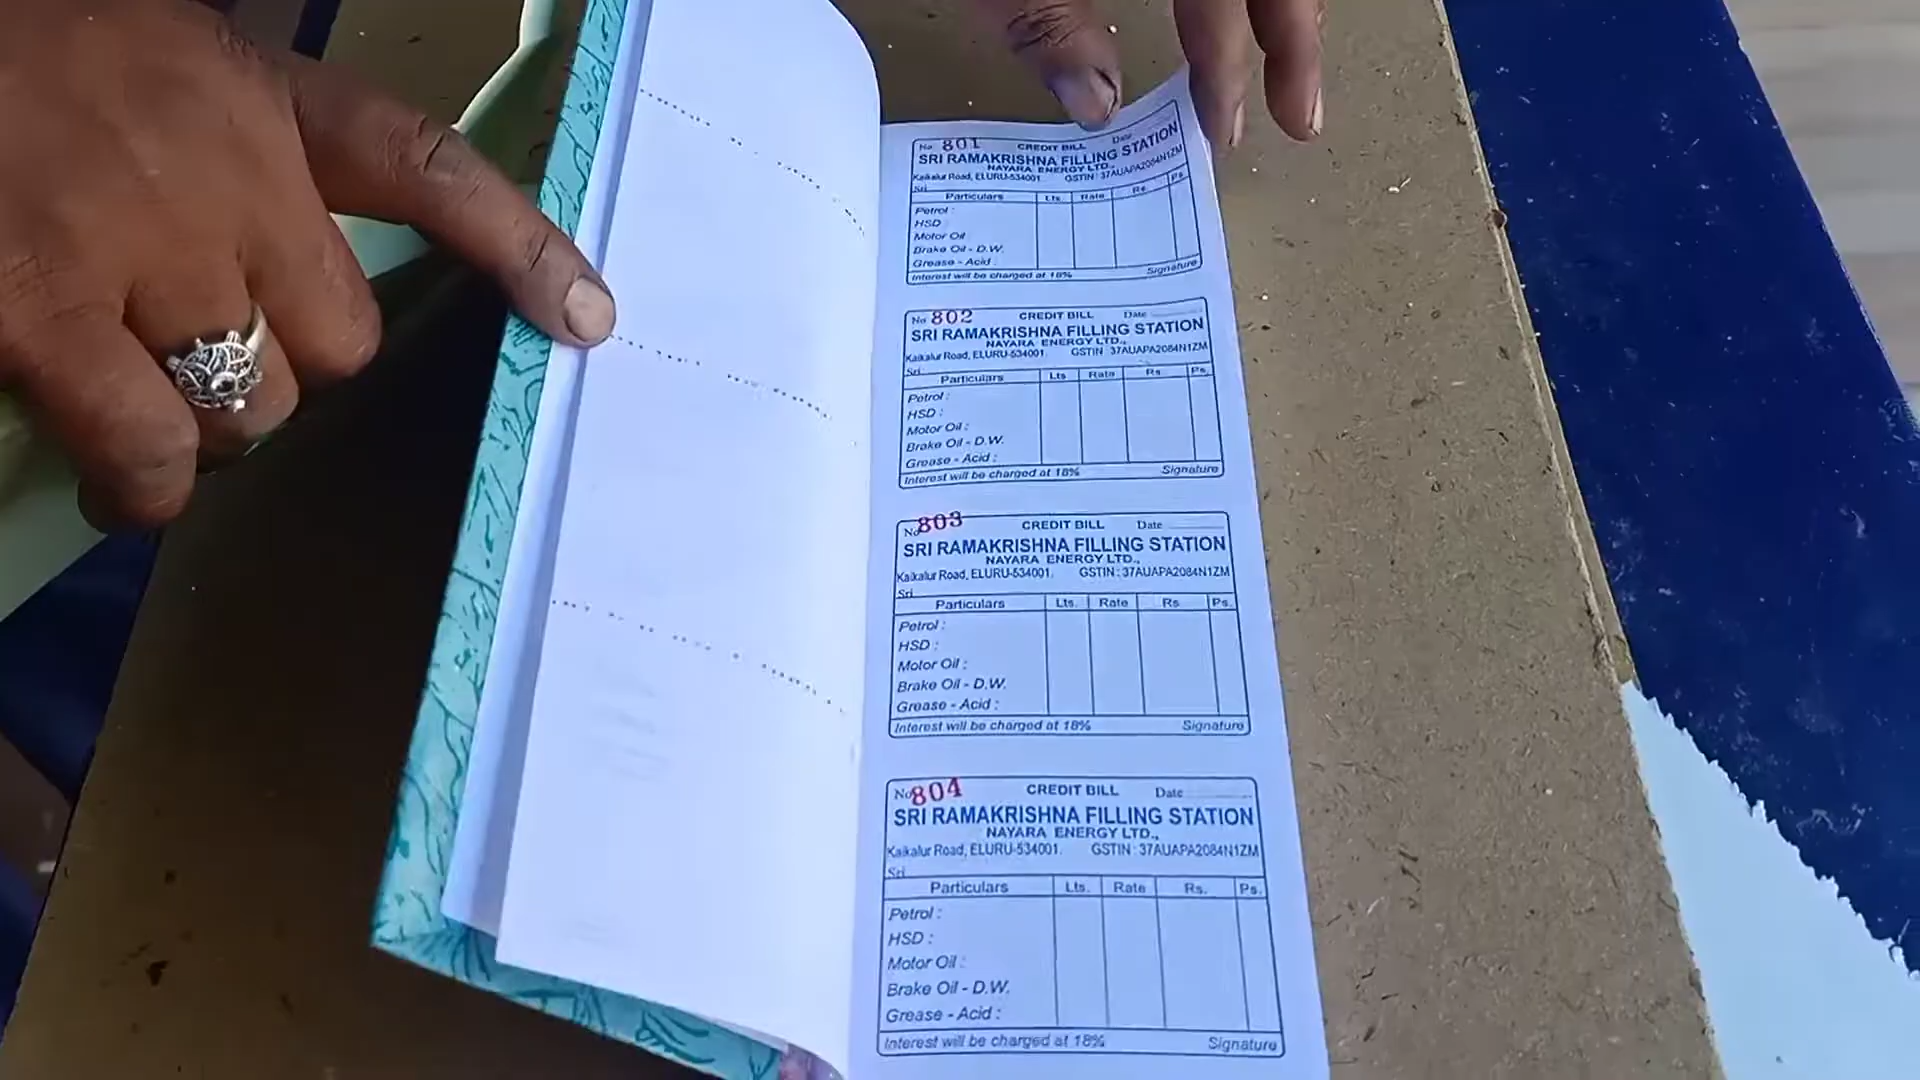 No 801 CREDIT BILL Date
SRI RAMAKRISHNA FILLING STATION
NAYARA ENERGY LTD.,
Kaikalur Road, ELURU-534001. GSTIN : 37AUAPA2084N1ZM
Sri
Particulars Lts. Rate Rs. Ps.
Petrol :
HSD :
Motor Oil :
Brake Oil - D.W.
Grease - Acid :
Interest will be charged at 18% Signature
No 802 CREDIT BILL Date
SRI RAMAKRISHNA FILLING STATION
NAYARA ENERGY LTD.,
Kaikalur Road, ELURU-534001. GSTIN : 37AUAPA2084N1ZM
Sri
Particulars Lts. Rate Rs. Ps.
Petrol :
HSD :
Motor Oil :
Brake Oil - D.W.
Grease - Acid :
Interest will be charged at 18% Signature
No 803 CREDIT BILL Date
SRI RAMAKRISHNA FILLING STATION
NAYARA ENERGY LTD.,
Kaikalur Road, ELURU-534001. GSTIN : 37AUAPA2084N1ZM
Sri
Particulars Lts. Rate Rs. Ps.
Petrol :
HSD :
Motor Oil :
Brake Oil - D.W.
Grease - Acid :
Interest will be charged at 18% Signature
No 804 CREDIT BILL Date
SRI RAMAKRISHNA FILLING STATION
NAYARA ENERGY LTD.,
Kaikalur Road, ELURU-534001. GSTIN : 37AUAPA2084N1ZM
Sri
Particulars Lts. Rate Rs. Ps.
Petrol :
HSD :
Motor Oil :
Brake Oil - D.W.
Grease - Acid :
Interest will be charged at 18% Signature